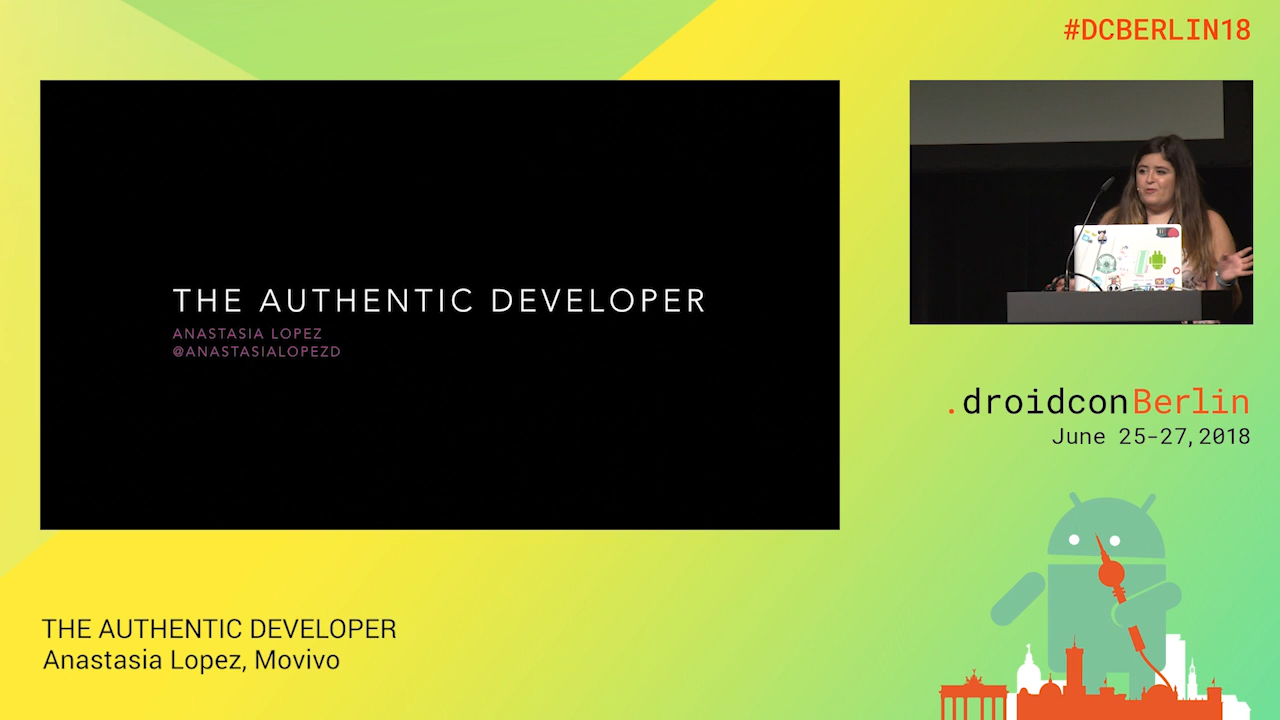 #DCBERLIN18
THE AUTHENTIC DEVELOPER
ANASTASIA LOPEZ
@ANASTASIALOPEZD
.droidconBerlin
June 25-27, 2018
THE AUTHENTIC DEVELOPER
Anastasia Lopez, Movivo